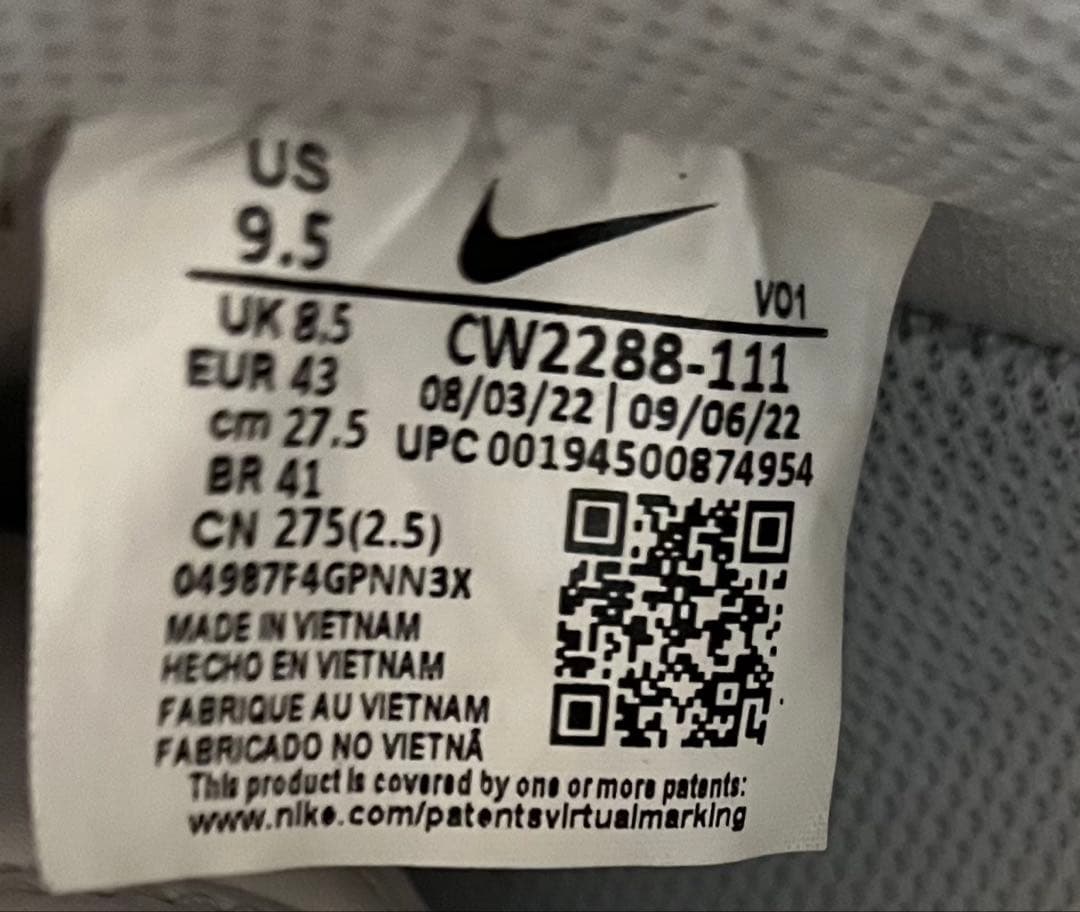 US
9.5
V01
UK 8.5
EUR 43
cm 27.5
BR 41
CN 275(2.5)
04987F4GPNN3X
CW2288-111
08/03/22 | 09/06/22
UPC 00194500874954
MADE IN VIETNAM
HECHO EN VIETNAM
FABRIQUE AU VIETNAM
FABRICADO NO VIETNÃ
This product is covered by one or more patents:
www.nike.com/patentsvirtualmarking